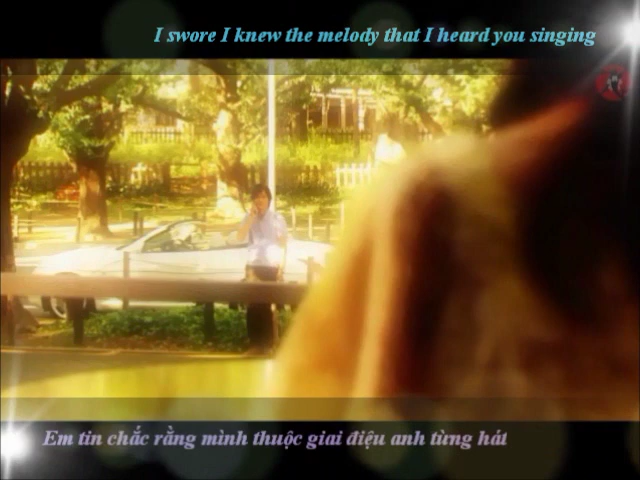 I swore I knew the melody that I heard you singing
Em tin chắc rằng mình thuộc giai điệu anh từng hát